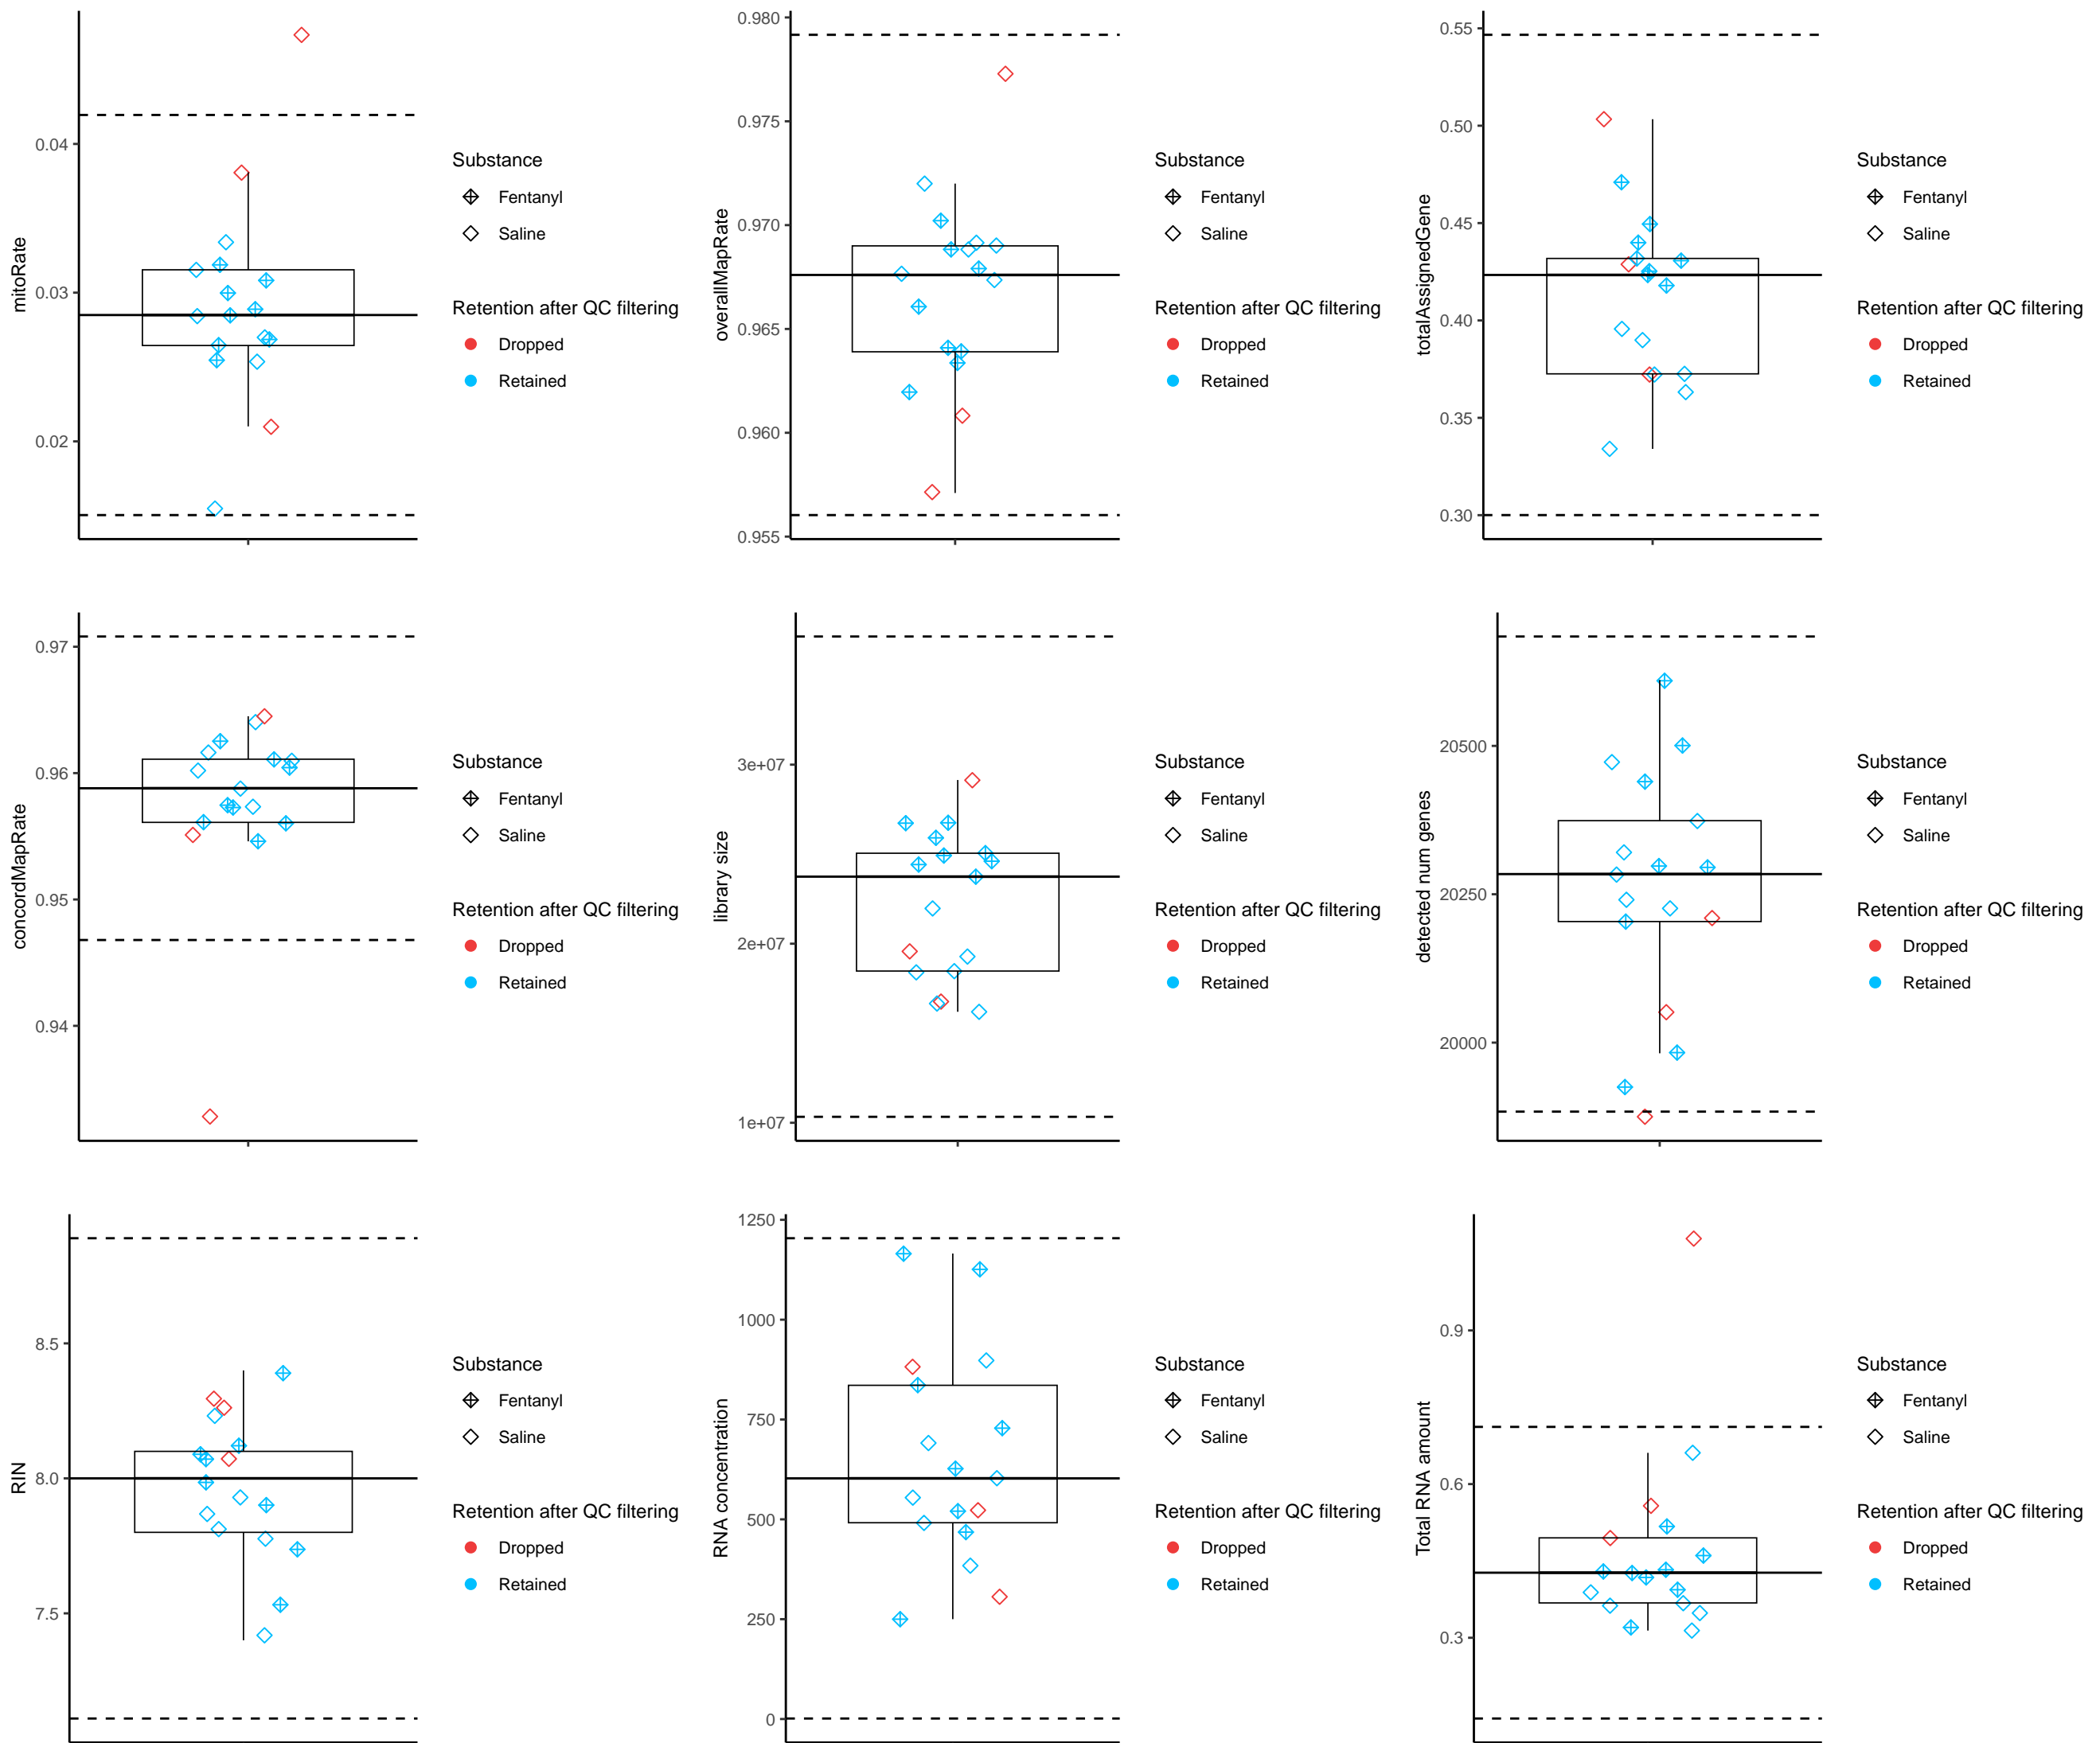 mitoRate
0.04
0.03
0.02
Substance
Fentanyl
Saline
Retention after QC filtering
Dropped
Retained
overallMapRate
0.980
0.975
0.970
0.965
0.960
0.955
Substance
Fentanyl
Saline
Retention after QC filtering
Dropped
Retained
totalAssignedGene
0.55
0.50
0.45
0.40
0.35
0.30
Substance
Fentanyl
Saline
Retention after QC filtering
Dropped
Retained
concordMapRate
0.97
0.96
0.95
0.94
Substance
Fentanyl
Saline
Retention after QC filtering
Dropped
Retained
library size
3e+07
2e+07
1e+07
Substance
Fentanyl
Saline
Retention after QC filtering
Dropped
Retained
detected num genes
20500
20250
20000
Substance
Fentanyl
Saline
Retention after QC filtering
Dropped
Retained
RIN
8.5
8.0
7.5
Substance
Fentanyl
Saline
Retention after QC filtering
Dropped
Retained
RNA concentration
1250
1000
750
500
250
0
Substance
Fentanyl
Saline
Retention after QC filtering
Dropped
Retained
Total RNA amount
0.9
0.6
0.3
Substance
Fentanyl
Saline
Retention after QC filtering
Dropped
Retained